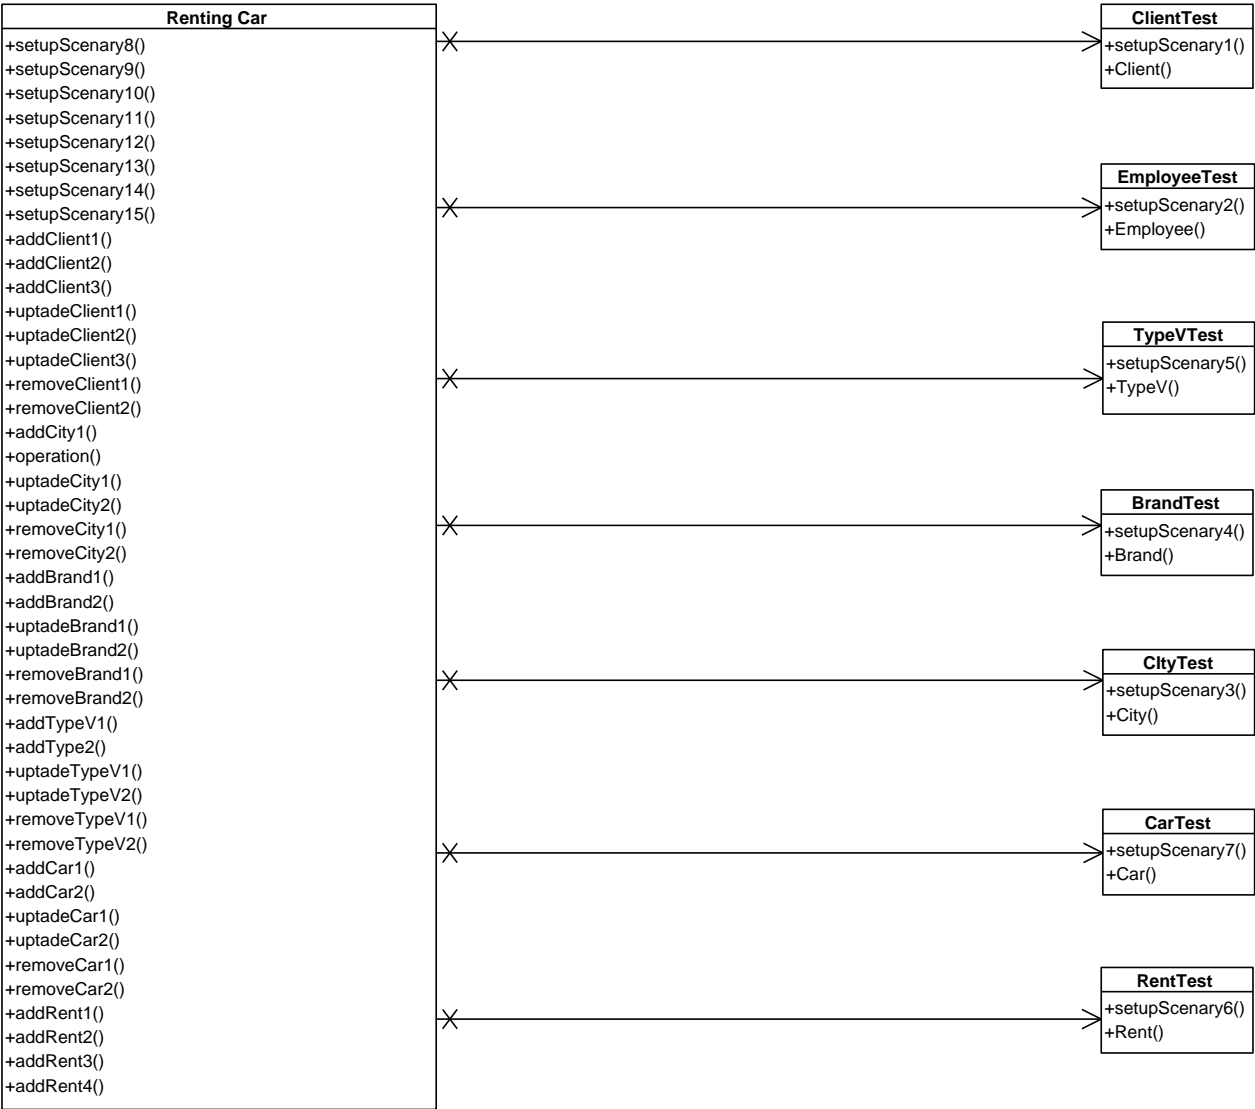 Renting Car
+setupScenary8()
+setupScenary9()
+setupScenary10()
+setupScenary11()
+setupScenary12()
+setupScenary13()
+setupScenary14()
+setupScenary15()
+addClient1()
+addClient2()
+addClient3()
+uptadeClient1()
+uptadeClient2()
+uptadeClient3()
+removeClient1()
+removeClient2()
+addCity1()
+operation()
+uptadeCity1()
+uptadeCity2()
+removeCity1()
+removeCity2()
+addBrand1()
+addBrand2()
+uptadeBrand1()
+uptadeBrand2()
+removeBrand1()
+removeBrand2()
+addTypeV1()
+addType2()
+uptadeTypeV1()
+uptadeTypeV2()
+removeTypeV1()
+removeTypeV2()
+addCar1()
+addCar2()
+uptadeCar1()
+uptadeCar2()
+removeCar1()
+removeCar2()
+addRent1()
+addRent2()
+addRent3()
+addRent4()
ClientTest
+setupScenary1()
+Client()
EmployeeTest
+setupScenary2()
+Employee()
TypeVTest
+setupScenary5()
+TypeV()
BrandTest
+setupScenary4()
+Brand()
CItyTest
+setupScenary3()
+City()
CarTest
+setupScenary7()
+Car()
RentTest
+setupScenary6()
+Rent()